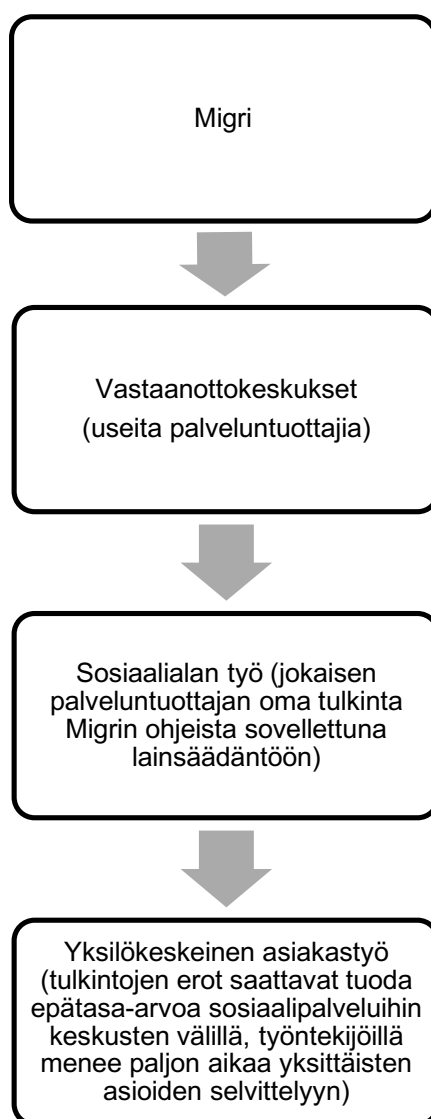 Migri
Vastaanottokeskukset
(useita palveluntuottajia)
Sosiaalialan työ (jokaisen
palveluntuottajan oma tulkinta
Migrin ohjeista sovellettuna
lainsäädäntöön)
Yksilökeskeinen asiakastyö
(tulkintojen erot saattavat tuoda
epätasa-arvoa sosiaalipalveluihin
keskusten välillä, työntekijöillä
menee paljon aikaa yksittäisten
asioiden selvittelyyn)